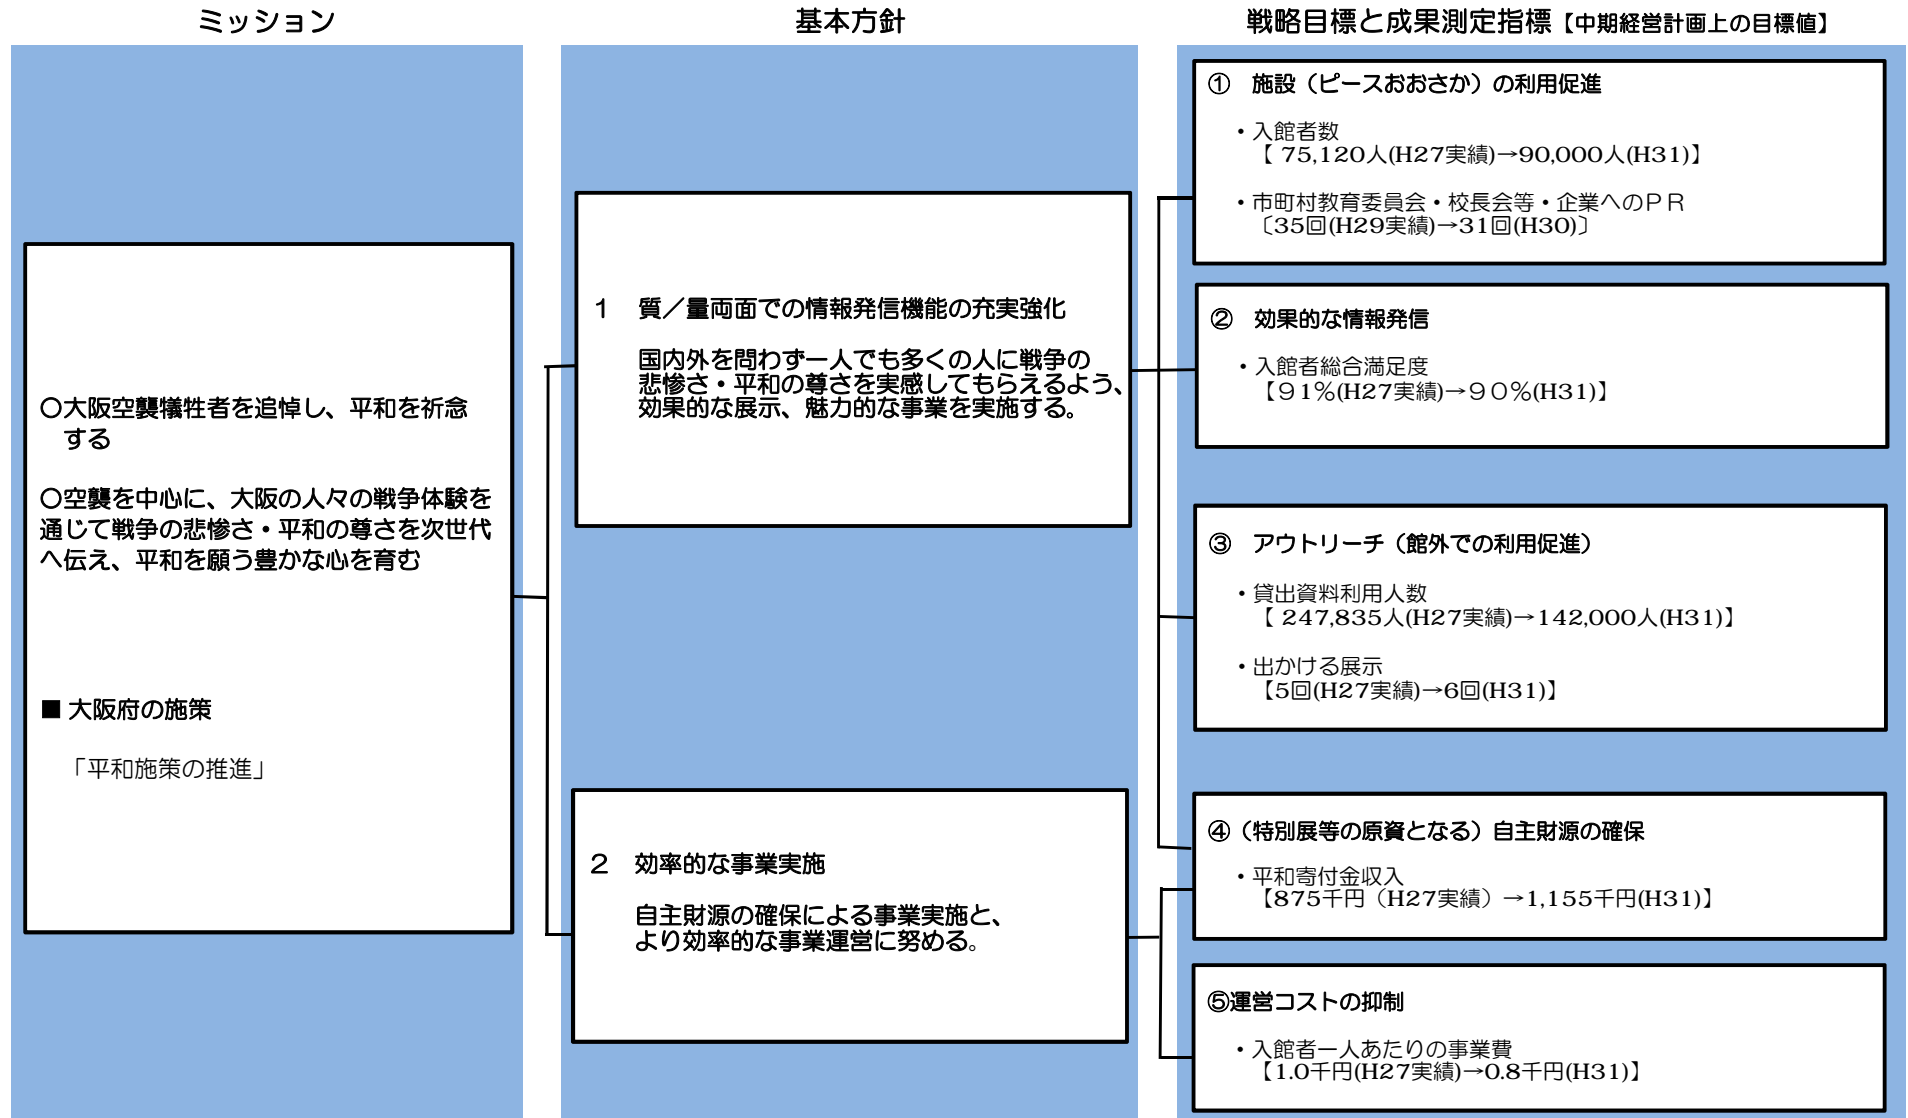 ミッション
〇大阪空襲犠牲者を追悼し、平和を祈念
する
〇空襲を中心に、大阪の人々の戦争体験を
通じて戦争の悲惨さ・平和の尊さを次世代
へ伝え、平和を願う豊かな心を育む
■ 大阪府の施策
「平和施策の推進」
基本方針
１　質／量両面での情報発信機能の充実強化
国内外を問わず一人でも多くの人に戦争の
悲惨さ・平和の尊さを実感してもらえるよう、
効果的な展示、魅力的な事業を実施する。
２　効率的な事業実施
自主財源の確保による事業実施と、
より効率的な事業運営に努める。
戦略目標と成果測定指標【中期経営計画上の目標値】
①　施設（ピースおおさか）の利用促進
・入館者数
【 75,120人(H27実績)→90,000人(H31)】
・市町村教育委員会・校長会等・企業へのＰＲ
〔35回(H29実績)→31回(H30)〕
②　効果的な情報発信
・入館者総合満足度
【９1％(H27実績)→９０％(H31)】
③　アウトリーチ（館外での利用促進）
・貸出資料利用人数
【 247,835人(H27実績)→142,000人(H31)】
・出かける展示
【5回(H27実績)→6回(H31)】
④（特別展等の原資となる）自主財源の確保
・平和寄付金収入
【875千円（H27実績）→1,155千円(H31)】
⑤運営コストの抑制
・入館者一人あたりの事業費
【1.0千円(H27実績)→0.8千円(H31)】